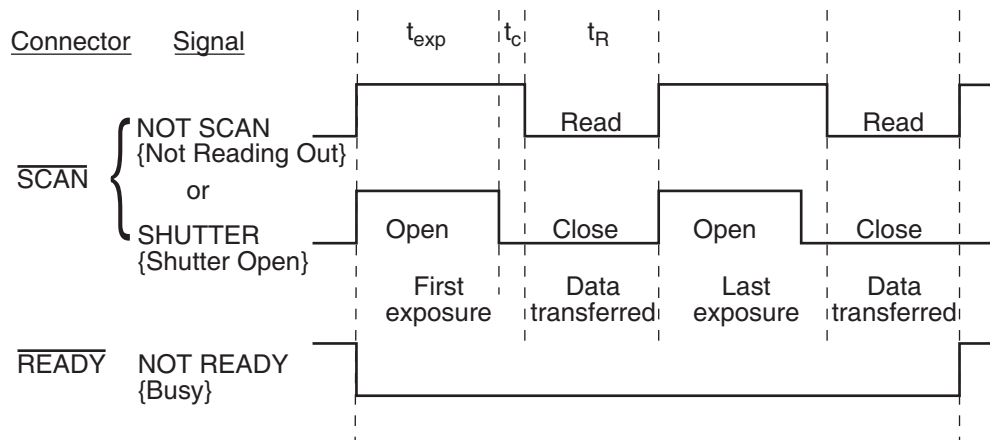 Connector Signal
t_exp t_c t_R
NOT SCAN
{Not Reading Out}
Read Read
SCAN
or
SHUTTER
{Shutter Open}
Open Close Open Close
First exposure
Data transferred
Last exposure
Data transferred
READY
NOT READY
{Busy}